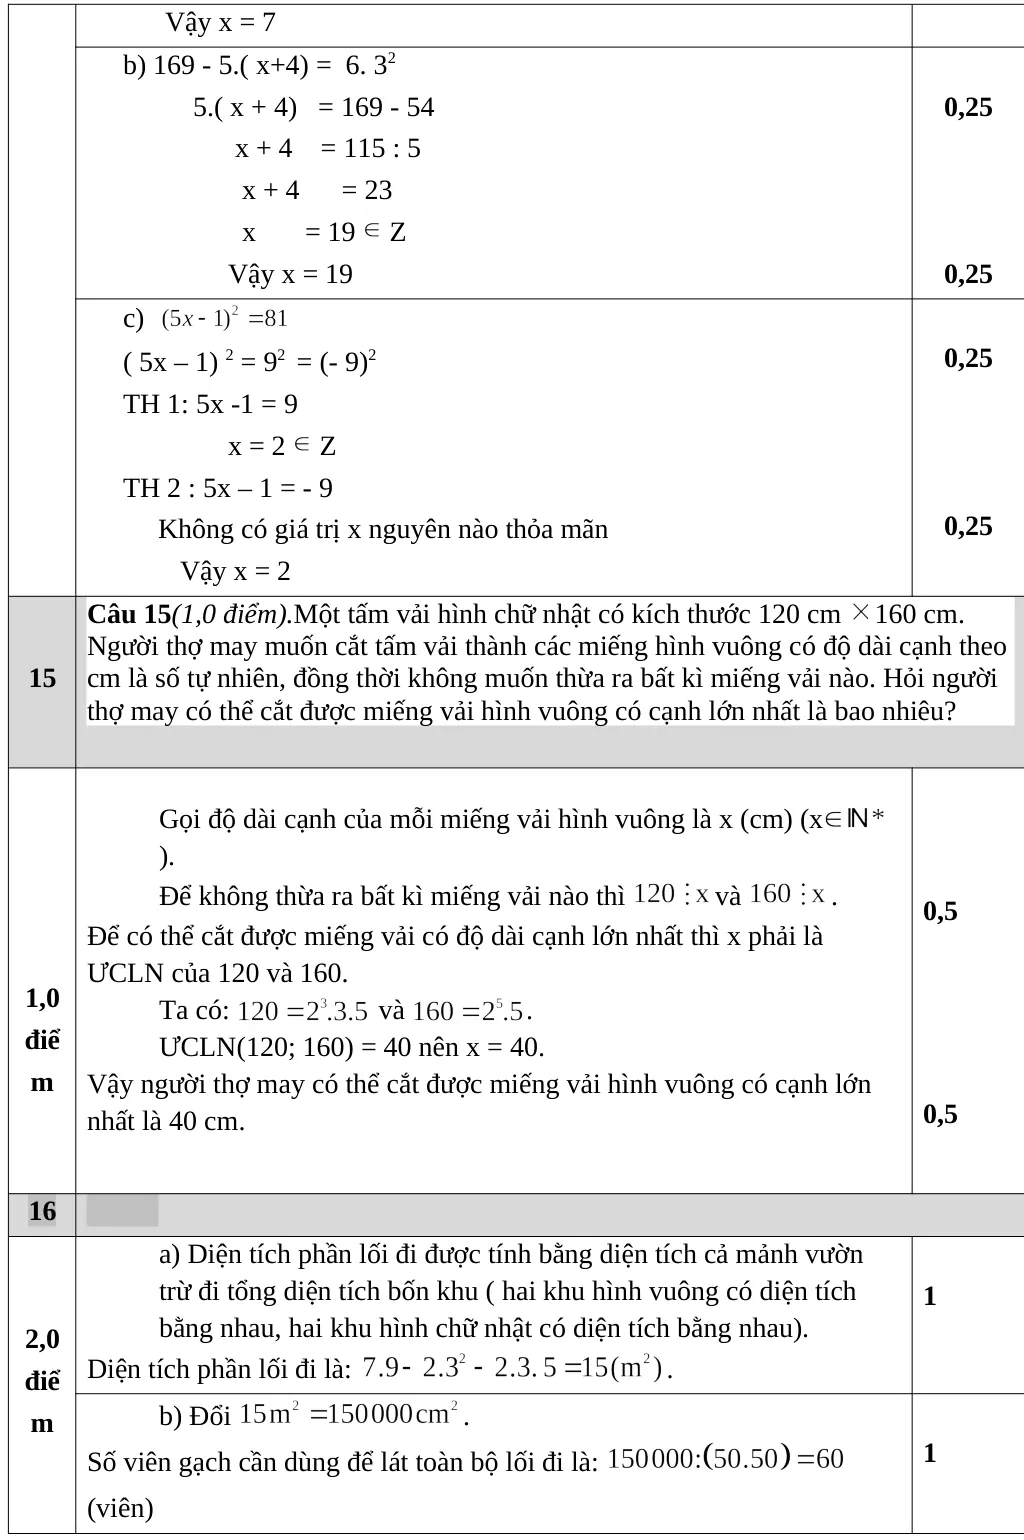 Vậy x = 7
b) 169 - 5.( x+4) = 6. 3²
5.( x + 4) = 169 - 54
0,25
x + 4 = 115 : 5
x + 4 = 23
x = 19 ∈ Z
Vậy x = 19
0,25
c) (5x - 1)² =81
( 5x – 1) ² = 9² = (- 9)²
0,25
TH 1: 5x -1 = 9
x = 2 ∈ Z
TH 2 : 5x – 1 = - 9
Không có giá trị x nguyên nào thỏa mãn
0,25
Vậy x = 2
15
Câu 15(1,0 điểm).Một tấm vải hình chữ nhật có kích thước 120 cm × 160 cm.
Người thợ may muốn cắt tấm vải thành các miếng hình vuông có độ dài cạnh theo
cm là số tự nhiên, đồng thời không muốn thừa ra bất kì miếng vải nào. Hỏi người
thợ may có thể cắt được miếng vải hình vuông có cạnh lớn nhất là bao nhiêu?
1,0
điể
m
Gọi độ dài cạnh của mỗi miếng vải hình vuông là x (cm) (x∈ℕ*
).
Để không thừa ra bất kì miếng vải nào thì 120 ⋮ x và 160 ⋮ x .
0,5
Để có thể cắt được miếng vải có độ dài cạnh lớn nhất thì x phải là
ƯCLN của 120 và 160.
Ta có: 120 =2³.3.5 và 160 =2⁵.5.
ƯCLN(120; 160) = 40 nên x = 40.
Vậy người thợ may có thể cắt được miếng vải hình vuông có cạnh lớn
nhất là 40 cm.
0,5
16
2,0
điể
m
a) Diện tích phần lối đi được tính bằng diện tích cả mảnh vườn
trừ đi tổng diện tích bốn khu ( hai khu hình vuông có diện tích
bằng nhau, hai khu hình chữ nhật có diện tích bằng nhau).
1
Diện tích phần lối đi là: 7.9 - 2.3² - 2.3. 5 =15(m²) .
b) Đổi 15m² =150000cm² .
Số viên gạch cần dùng để lát toàn bộ lối đi là: 150000:(50.50) =60
1
(viên)